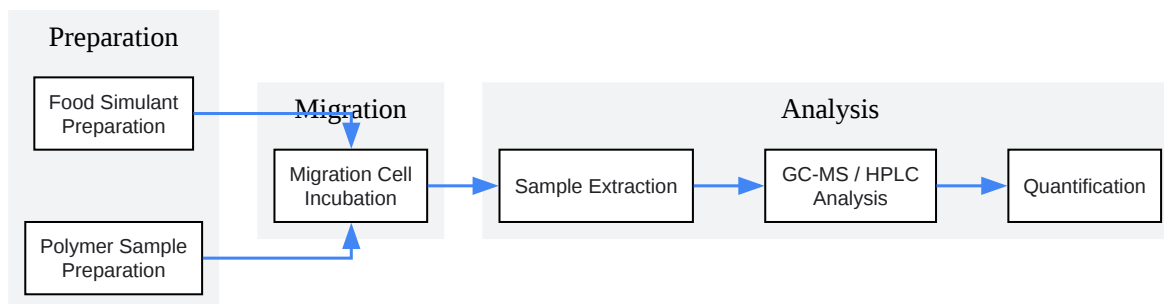 Preparation
Food Simulant
Preparation
Polymer Sample
Preparation
Migration
Migration Cell
Incubation
Analysis
Sample Extraction
GC-MS / HPLC
Analysis
Quantification